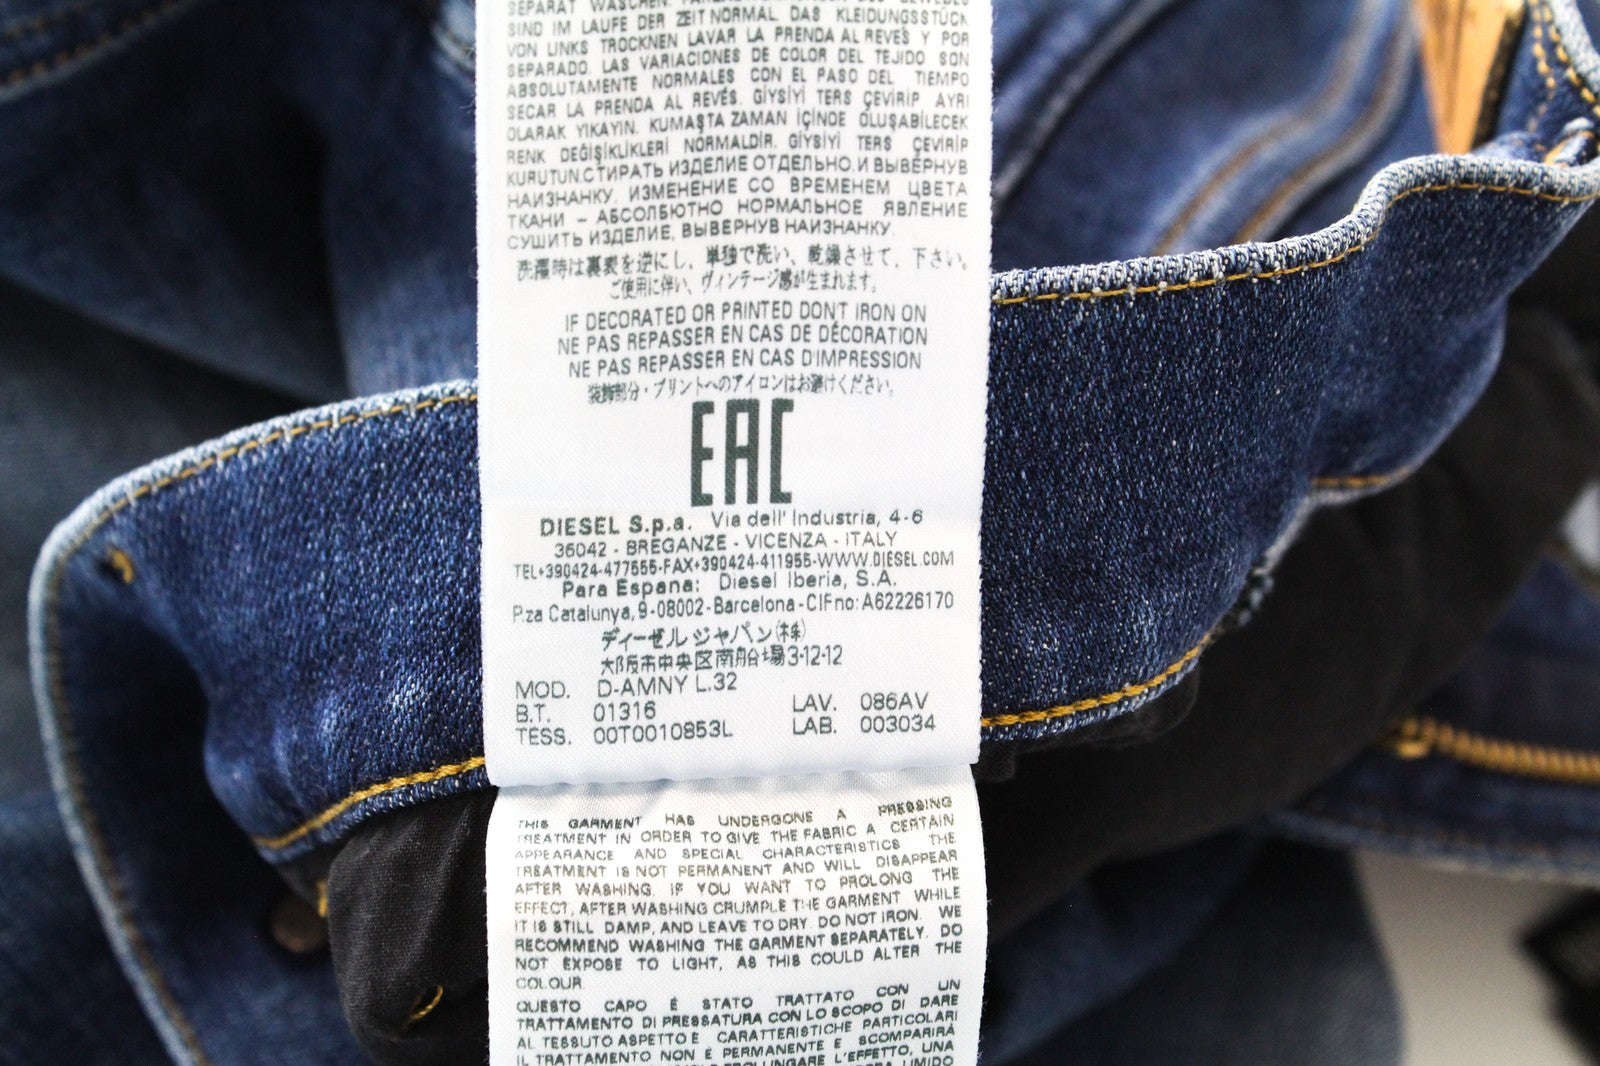 SEPARAT WASCHEN.
SIND IM LAUFE DER ZEIT NORMAL. DAS KLEIDUNGSSTÜCK
VON LINKS TROCKNEN LAVAR LA PRENDA AL REVÉS Y POR
SEPARADO. LAS VARIACIONES DE COLOR DEL TEJIDO SON
ABSOLUTAMENTE NORMALES CON EL PASO DEL TIEMPO
SECAR LA PRENDA AL REVÉS. GİYSİYİ TERS ÇEVİRİP AYRI
OLARAK YIKAYIN. KUMAŞTA ZAMAN İÇİNDE OLUŞABİLECEK
RENK DEĞİŞİKLİKLERİ NORMALDİR. GİYSİYİ TERS ÇEVİRİP
KURUTUN.СТИРАТЬ ИЗДЕЛИЕ ОТДЕЛЬНО.И ВЫВЕРНУВ
НАИЗНАНКУ. ИЗМЕНЕНИЕ СО ВРЕМЕНЕМ ЦВЕТА
ТКАНИ – АБСОЛЮТНО НОРМАЛЬНОЕ ЯВЛЕНИЕ
СУШИТЬ ИЗДЕЛИЕ, ВЫВЕРНУВ НАИЗНАНКУ.
洗濯時は裏表を逆にし、単独で洗い、乾燥させて、下さい。
ご使用に伴い、ヴィンテージ感が生まれます。
IF DECORATED OR PRINTED DONT IRON ON
NE PAS REPASSER EN CAS DE DÉCORATION
NE PAS REPASSER EN CAS D'IMPRESSION
装飾部分・プリントへのアイロンはお避けください。
EAC
DIESEL S.p.a. Via dell' Industria, 4-6
36042 - BREGANZE - VICENZA - ITALY
TEL+390424-477555-FAX+390424-411955-WWW.DIESEL.COM
Para Espana: Diesel Iberia, S.A.
P.za Catalunya, 9-08002-Barcelona-CIFno: A62226170
ディーゼルジャパン(株)
大阪市中央区南船場3-12-12
MOD. D-AMNY L.32
B.T. 01316 LAV. 086AV
TESS. 00T0010853L LAB. 003034
THIS GARMENT HAS UNDERGONE A PRESSING
TREATMENT IN ORDER TO GIVE THE FABRIC A CERTAIN
APPEARANCE AND SPECIAL CHARACTERISTICS THE
TREATMENT IS NOT PERMANENT AND WILL DISAPPEAR
AFTER WASHING. IF YOU WANT TO PROLONG THE
EFFECT, AFTER WASHING CRUMPLE THE GARMENT WHILE
IT IS STILL DAMP, AND LEAVE TO DRY. DO NOT IRON. WE
RECOMMEND WASHING THE GARMENT SEPARATELY. DO
NOT EXPOSE TO LIGHT, AS THIS COULD ALTER THE
COLOUR
QUESTO CAPO È STATO TRATTATO CON UN
TRATTAMENTO DI PRESSATURA CON LO SCOPO DI DARE
AL TESSUTO ASPETTO E CARATTERISTICHE PARTICOLARI
IL TRATTAMENTO NON È PERMANENTE E SCOMPARIRÀ
PROLUNGARE L'EFFETTO, UNA
UMIDO